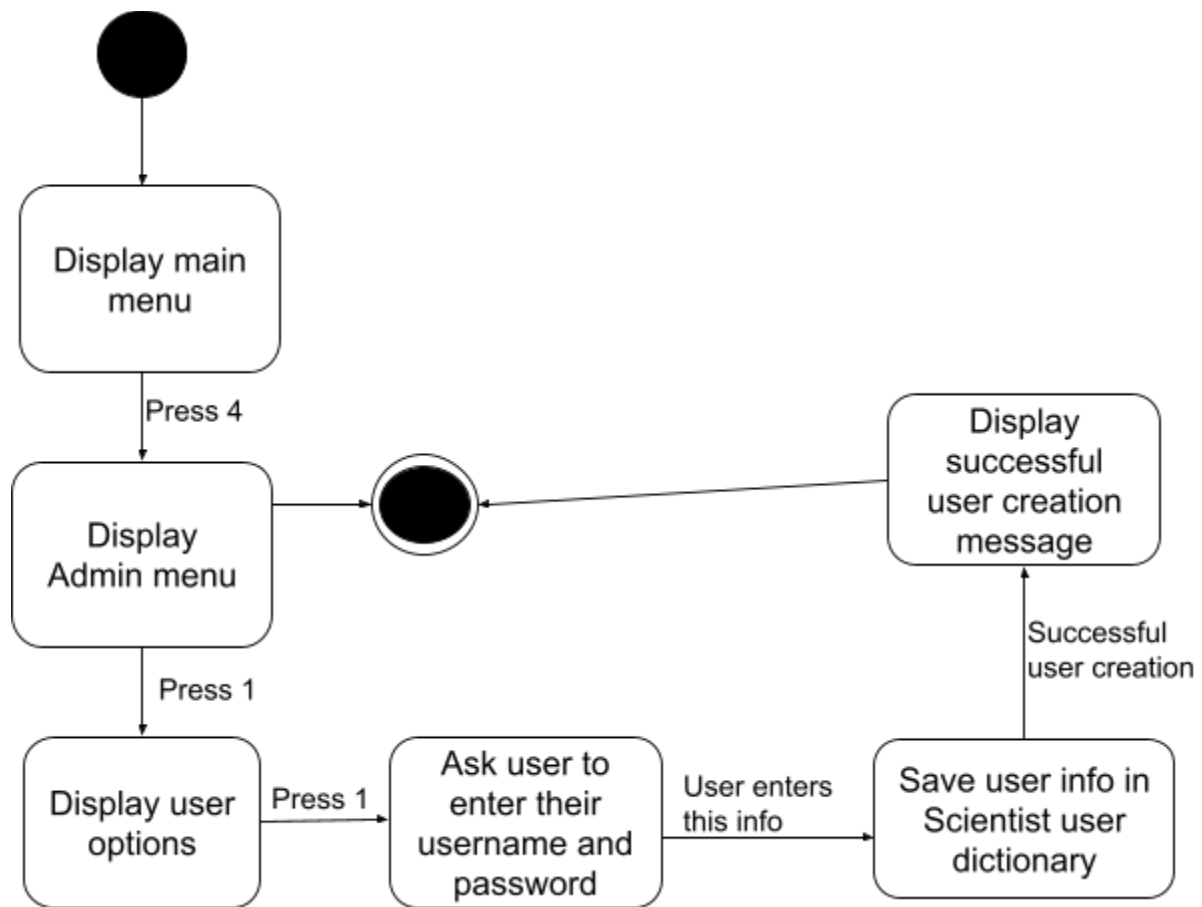 Display main
menu
Press 4
Display
Admin menu
Press 1
Display user
options
Press 1
Ask user to
enter their
username and
password
User enters
this info
Save user info in
Scientist user
dictionary
Successful
user creation
Display
successful
user creation
message